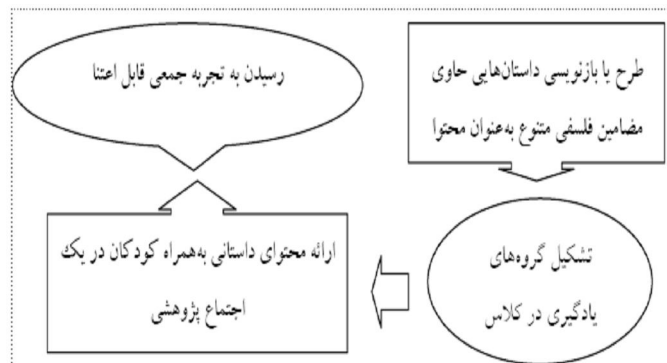 طرح یا بازنویسی داستان‌هایی حاوی
مضامین فلسفی متنوع به‌عنوان محتوا
تشکیل گروه‌های
یادگیری در کلاس
ارائه محتوای داستانی به‌همراه کودکان در یک
اجتماع پژوهشی
رسیدن به تجربه جمعی قابل اعتنا